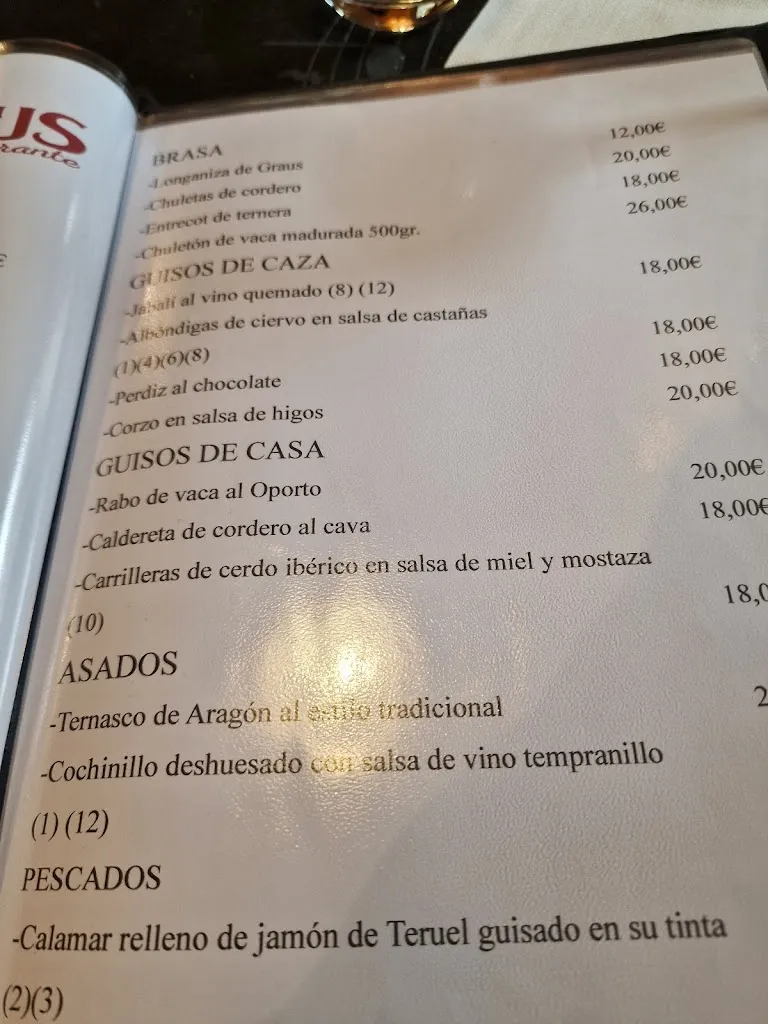 US
rante
€
BRASA
-Longaniza de Graus 12,00€
-Chuletas de cordero 20,00€
-Entrecot de ternera 18,00€
-Chuletón de vaca madurada 500gr. 26,00€
GUISOS DE CAZA
-Jabalí al vino quemado (8) (12) 18,00€
-Albóndigas de ciervo en salsa de castañas
(1)(4)(6)(8) 18,00€
-Perdiz al chocolate 18,00€
-Corzo en salsa de higos 20,00€
GUISOS DE CASA
-Rabo de vaca al Oporto 20,00€
-Caldereta de cordero al cava 18,00€
-Carrilleras de cerdo ibérico en salsa de miel y mostaza
(10) 18,0
ASADOS
-Ternasco de Aragón al estilo tradicional 2
-Cochinillo deshuesado con salsa de vino tempranillo
(1) (12)
PESCADOS
-Calamar relleno de jamón de Teruel guisado en su tinta
(2)(3)